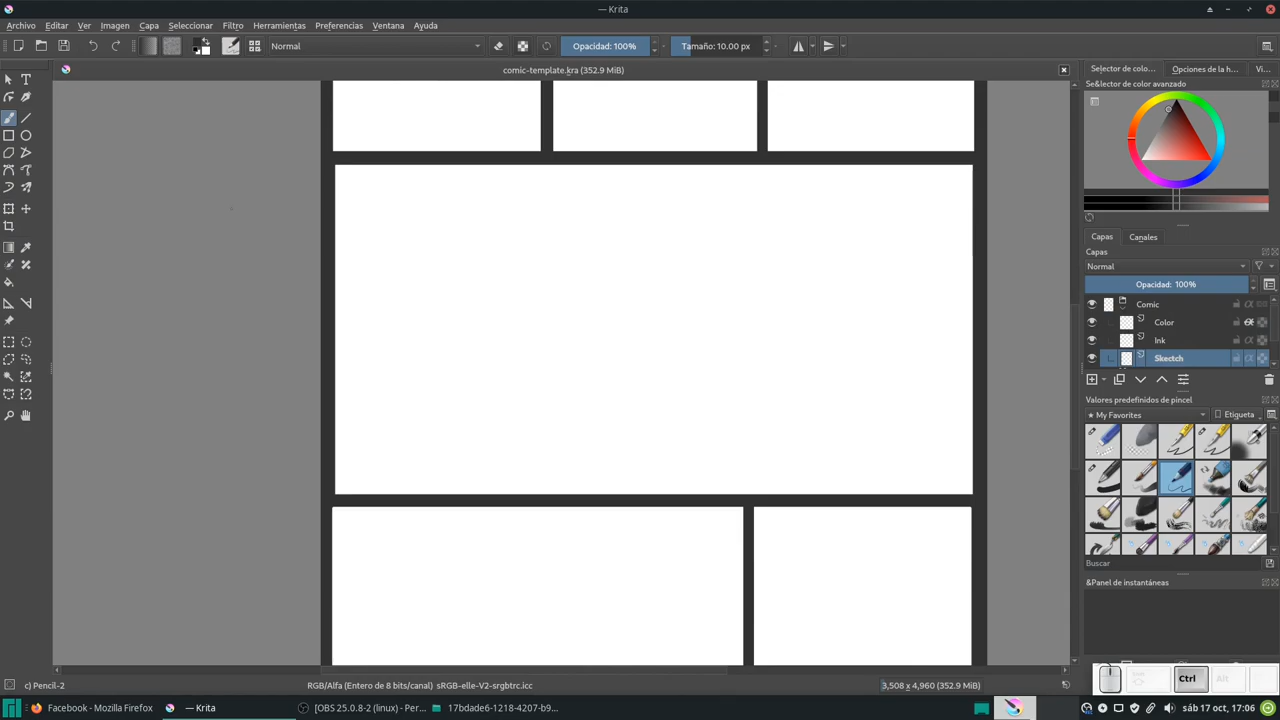 — Krita
Archivo Editar Ver Imagen Capa Seleccionar Filtro Herramientas Preferencias Ventana Ayuda
Normal Opacidad: 100% Tamaño: 10.00 px
comic-template.kra (352.9 MiB)
Selector de colo... Opciones de la h... Vi...
Se&lector de color avanzado
Capas Canales
Capas
Normal
Opacidad: 100%
Comic
Color
Ink
Skectch
Valores predefinidos de pincel
★ My Favorites Etiqueta
Buscar
&Panel de instantáneas
Ctrl Alt
c) Pencil-2 RGB/Alfa (Entero de 8 bits/canal) sRGB-elle-V2-srgbtrc.icc 3,508 x 4,960 (352.9 MiB)
Facebook — Mozilla Firefox — Krita [OBS 25.0.8-2 (linux) - Per... 17bdade6-1218-4207-b9... sáb 17 oct, 17:06